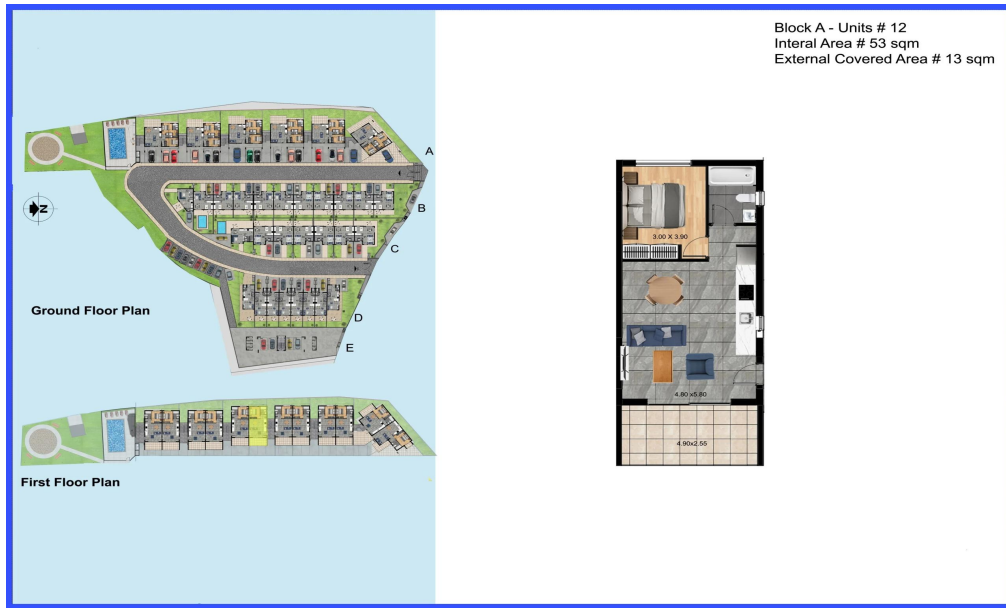 Block A - Units # 12
Interal Area # 53 sqm
External Covered Area # 13 sqm
A
B
C
D
E
N
Ground Floor Plan
First Floor Plan
3.00 X 3.90
4.80 x5.80
4.90x2.55